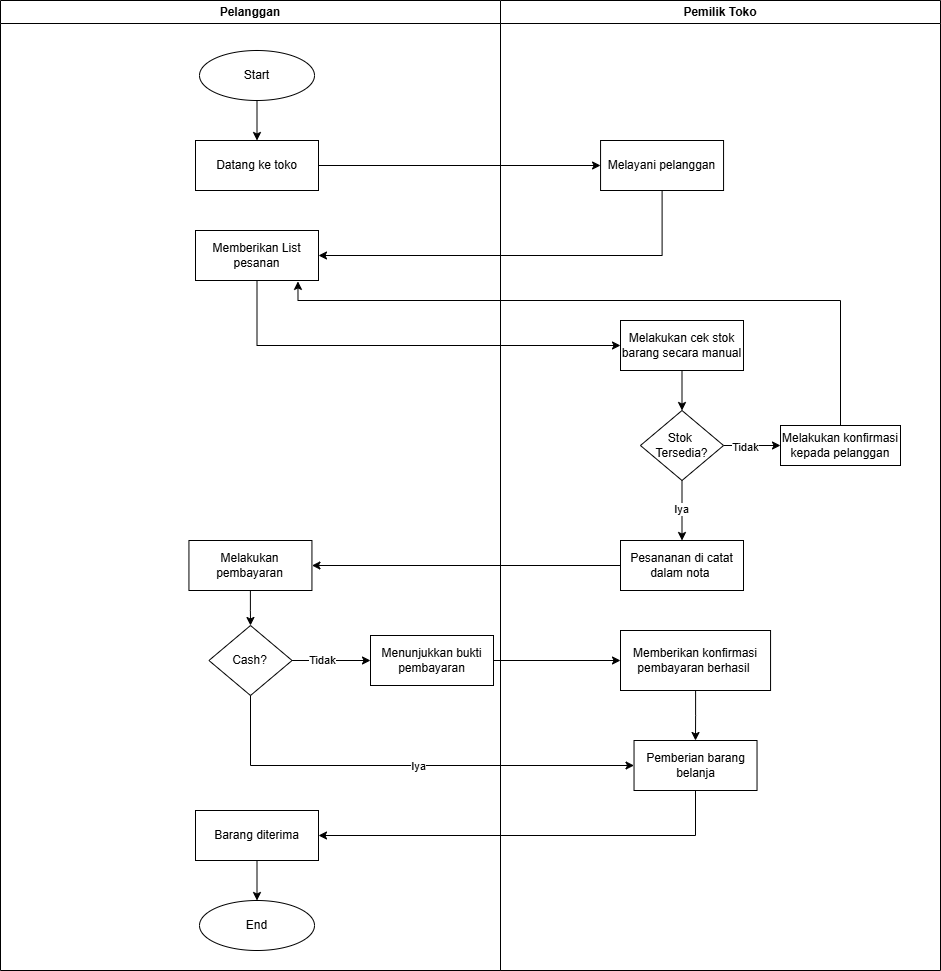 Pelanggan
Pemilik Toko
Start
Datang ke toko
Melayani pelanggan
Memberikan List
pesanan
Melakukan cek stok
barang secara manual
Stok
Tersedia?
Tidak
Melakukan konfirmasi
kepada pelanggan
Iya
Pesananan di catat
dalam nota
Melakukan
pembayaran
Cash?
Tidak
Menunjukkan bukti
pembayaran
Memberikan konfirmasi
pembayaran berhasil
Iya
Pemberian barang
belanja
Barang diterima
End